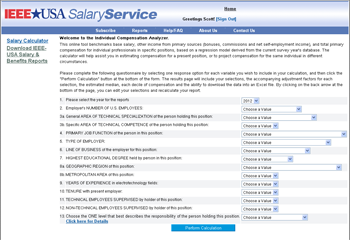 IEEE★USA SalaryService
Home
Greetings Scott! [Sign Out]
Subscribe Reports Help/FAQ About Us Contact Us
Salary Calculator
Download IEEE-
USA Salary &
Benefits Reports
Welcome to the Individual Compensation Analyzer.
This online tool benchmarks base salary, other income from primary sources (bonuses, commissions and net self-employment income), and total primary
compensation for individual professionals in specific positions, based on a regression model derived from the current survey year's database. The
calculator will help you assist in estimating compensation for a present position, or to project compensation for the same individual in different
circumstances.
Please complete the following questionnaire by selecting one response option for each variable you wish to include in your calculation, and then click the
"Perform Calculation" button at the bottom of the form. The results page will include your selections, the accompanying adjustment factors for each
selection, the estimated median, each decile of compensation and the ability to download the data into an Excel file. By clicking on the back arrow at the
bottom of the page, you can edit your selections and recalculate your report.
1. Please select the year for the reports 2012
2. Employer's NUMBER OF U.S. EMPLOYEES Choose a Value
3a. General AREA OF TECHNICAL SPECIALIZATION of the person holding this position: Choose a Value
3b. Specific AREA OF TECHNICAL COMPETENCE of the person holding this position: Choose a Value
4. PRIMARY JOB FUNCTION of the person in this position: Choose a Value
5. TYPE OF EMPLOYER: Choose a Value
6. LINE OF BUSINESS of the employer for this position: Choose a Value
7. HIGHEST EDUCATIONAL DEGREE held by person in this position: Choose a Value
8a. GEOGRAPHIC REGION of this position: Choose a Value
8b. METROPOLITAN AREA of this position: Choose a Value
9. YEARS OF EXPERIENCE in electrotechnology fields: Choose a Value
10. TENURE with present employer: Choose a Value
11. TECHNICAL EMPLOYEES SUPERVISED by holder of this position: Choose a Value
12. NON-TECHNICAL EMPLOYEES SUPERVISED by holder of this position: Choose a Value
13. Choose the ONE level that best describes the responsibility of the person holding this position: Choose a Value
Click here for Details
Perform Calculation